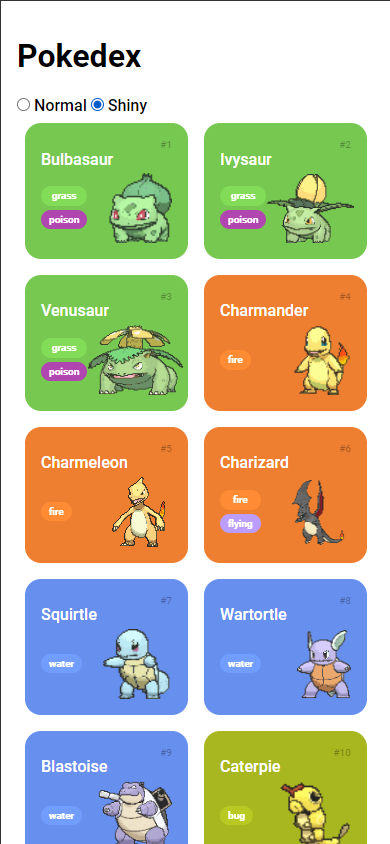 Pokedex
Normal Shiny
#1
Bulbasaur
grass
poison
#2
Ivysaur
grass
poison
#3
Venusaur
grass
poison
#4
Charmander
fire
#5
Charmeleon
fire
#6
Charizard
fire
flying
#7
Squirtle
water
#8
Wartortle
water
#9
Blastoise
water
#10
Caterpie
bug